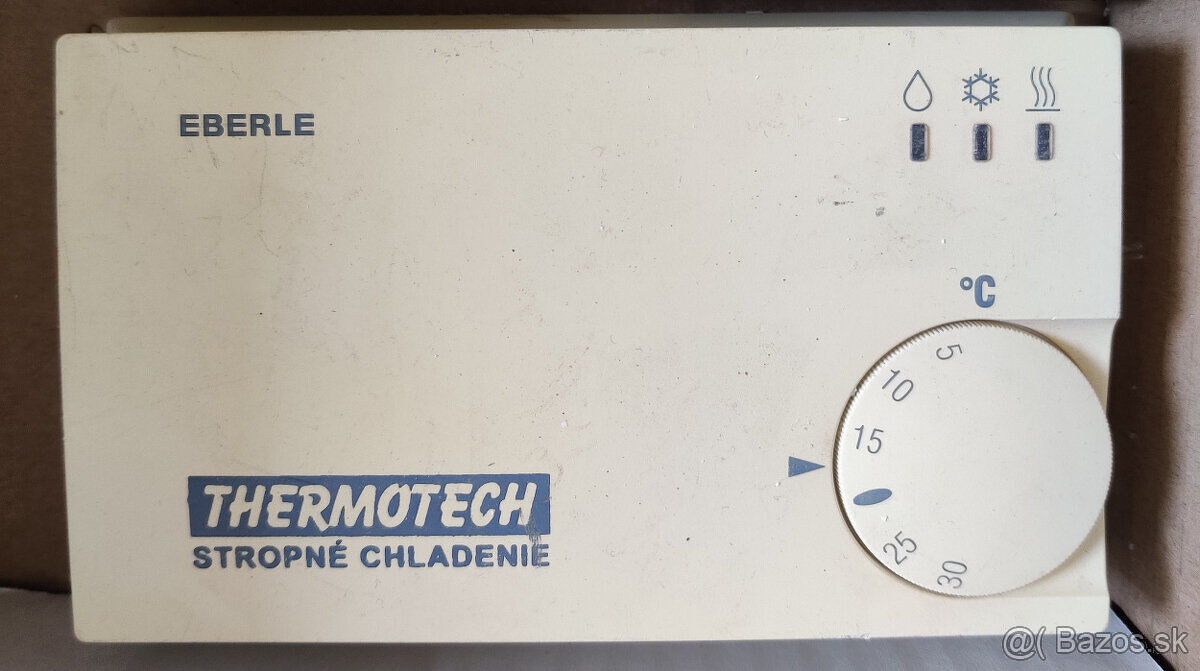 EBERLE
°C
5
10
15
25
30
THERMOTECH
STROPNÉ CHLADENIE
@( Bazos.sk